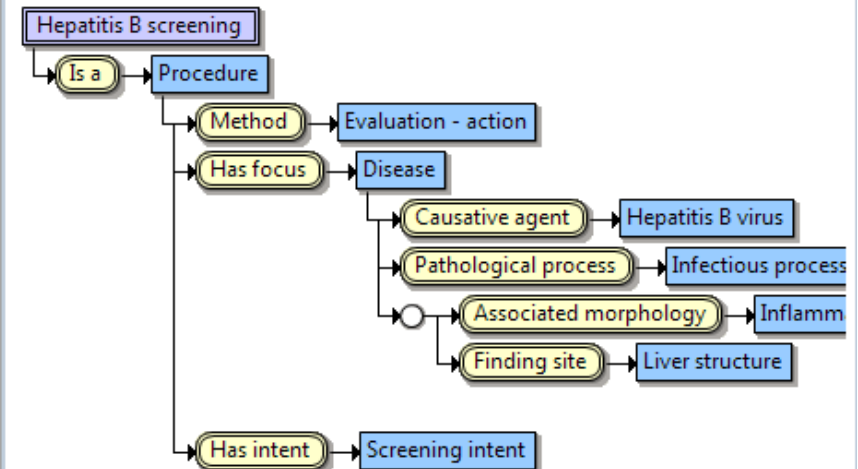 Hepatitis B screening
Is a Procedure
Method Evaluation - action
Has focus Disease
Causative agent Hepatitis B virus
Pathological process Infectious process
Associated morphology
Finding site Liver structure
Has intent Screening intent